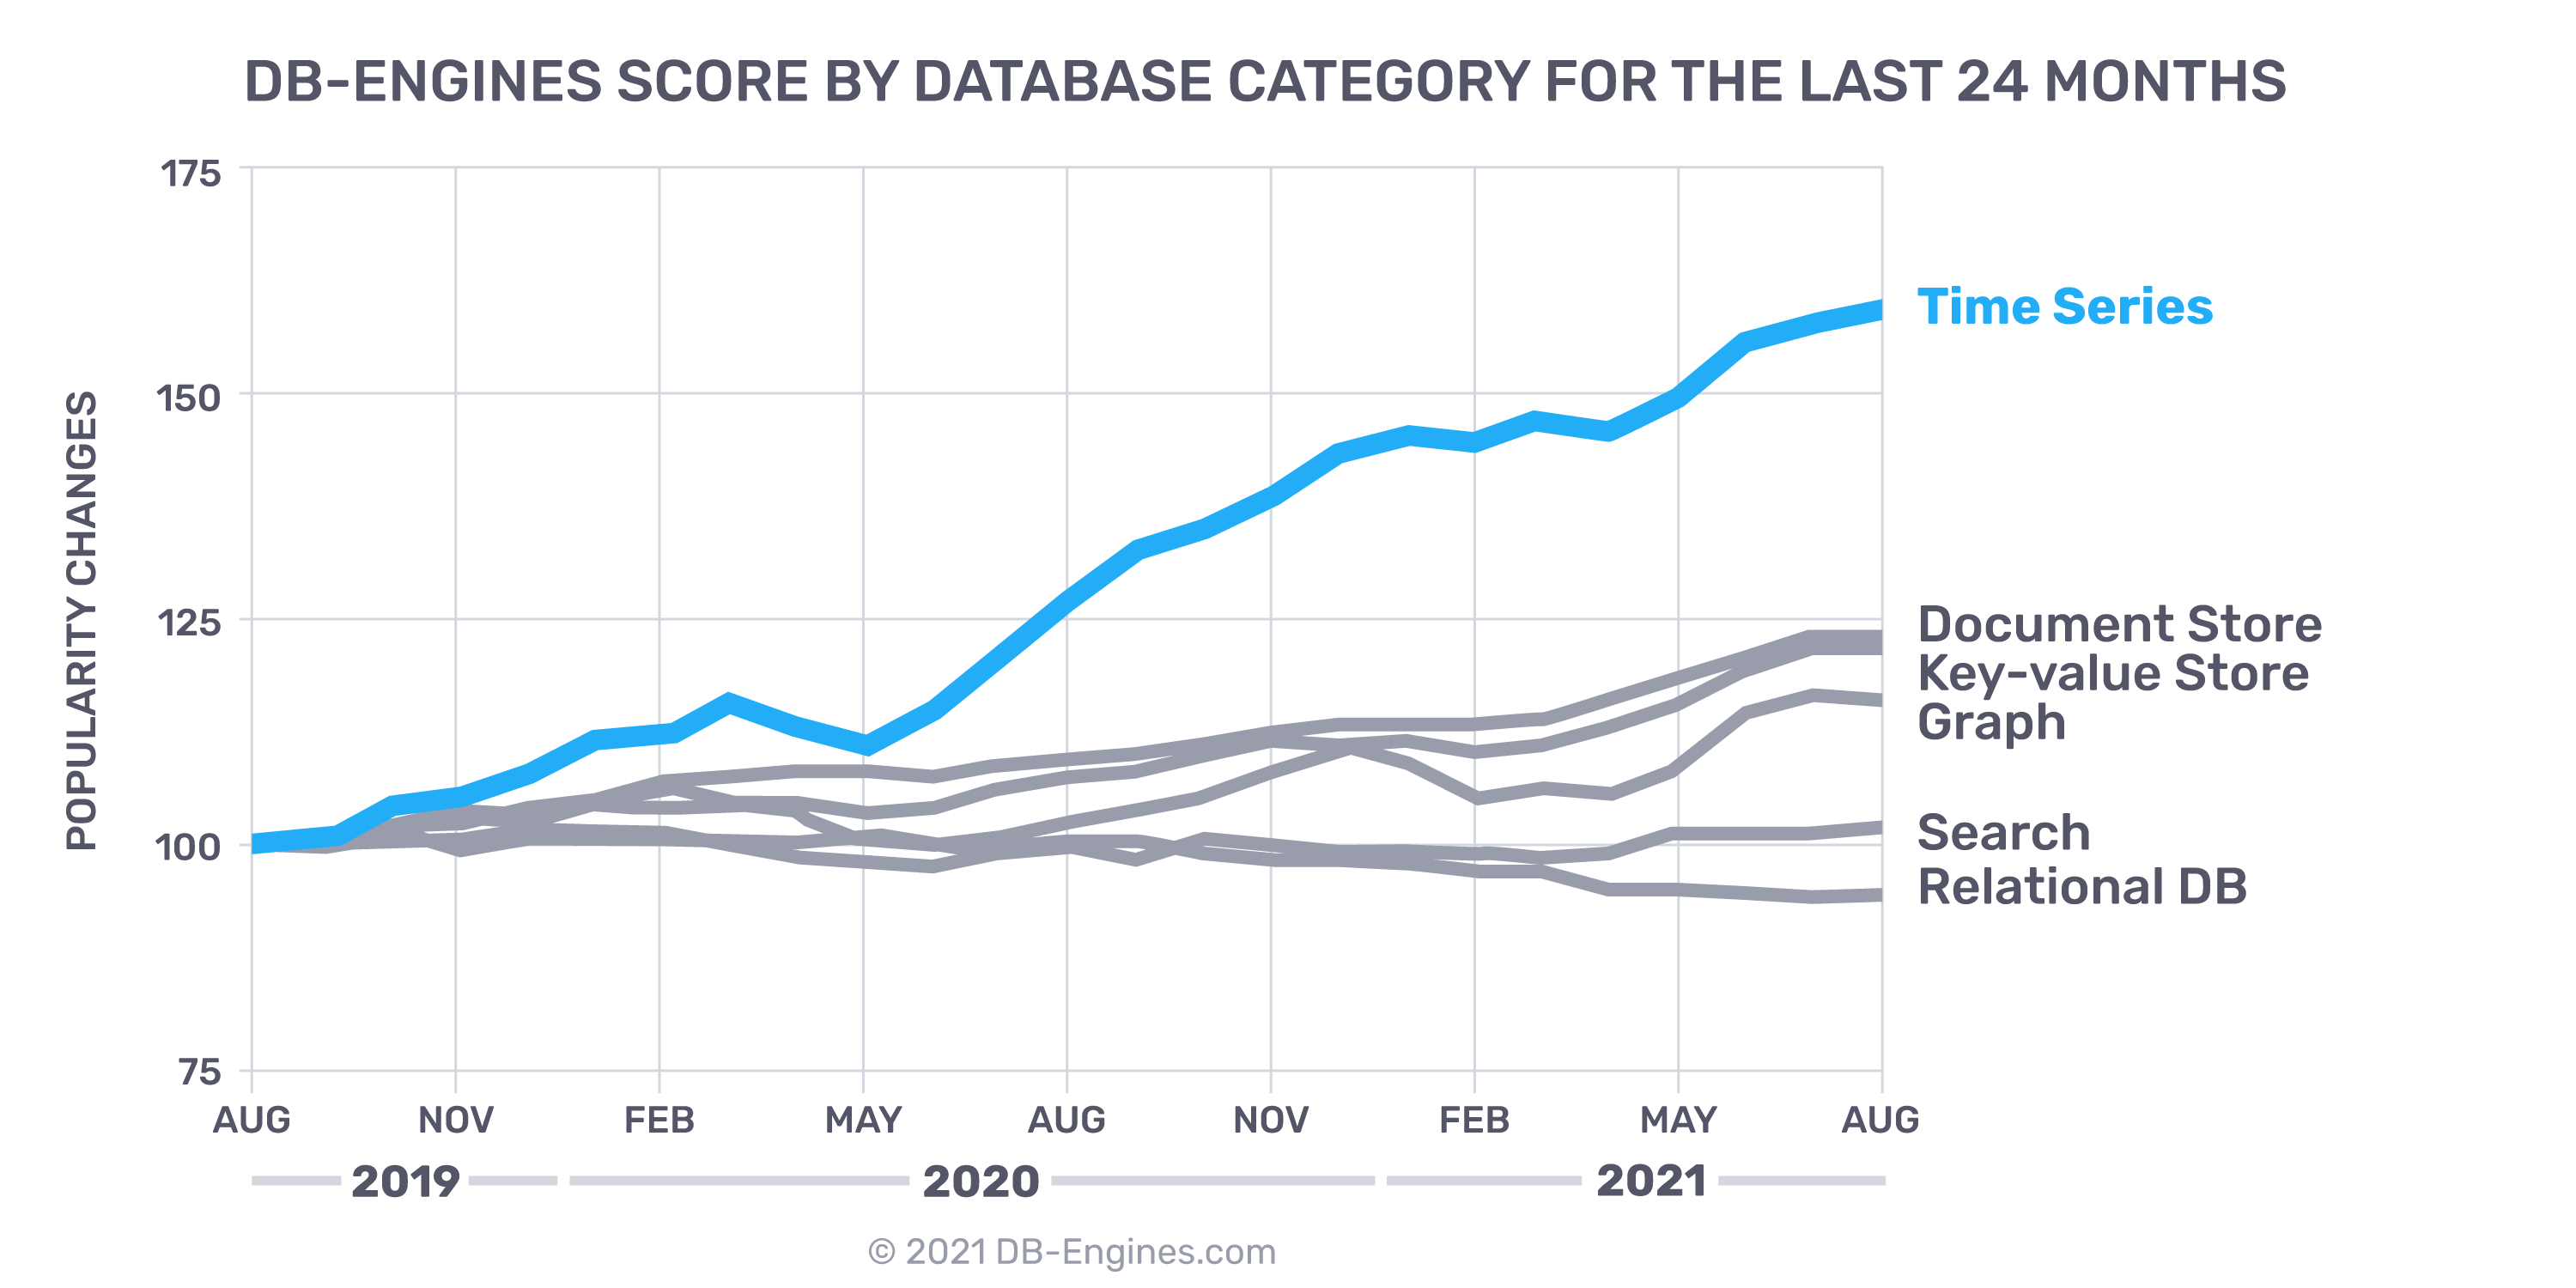 DB-ENGINES SCORE BY DATABASE CATEGORY FOR THE LAST 24 MONTHS
POPULARITY CHANGES
175
150
125
100
75
Time Series
Document Store
Key-value Store
Graph
Search
Relational DB
AUG NOV FEB MAY AUG NOV FEB MAY AUG
2019 2020 2021
© 2021 DB-Engines.com